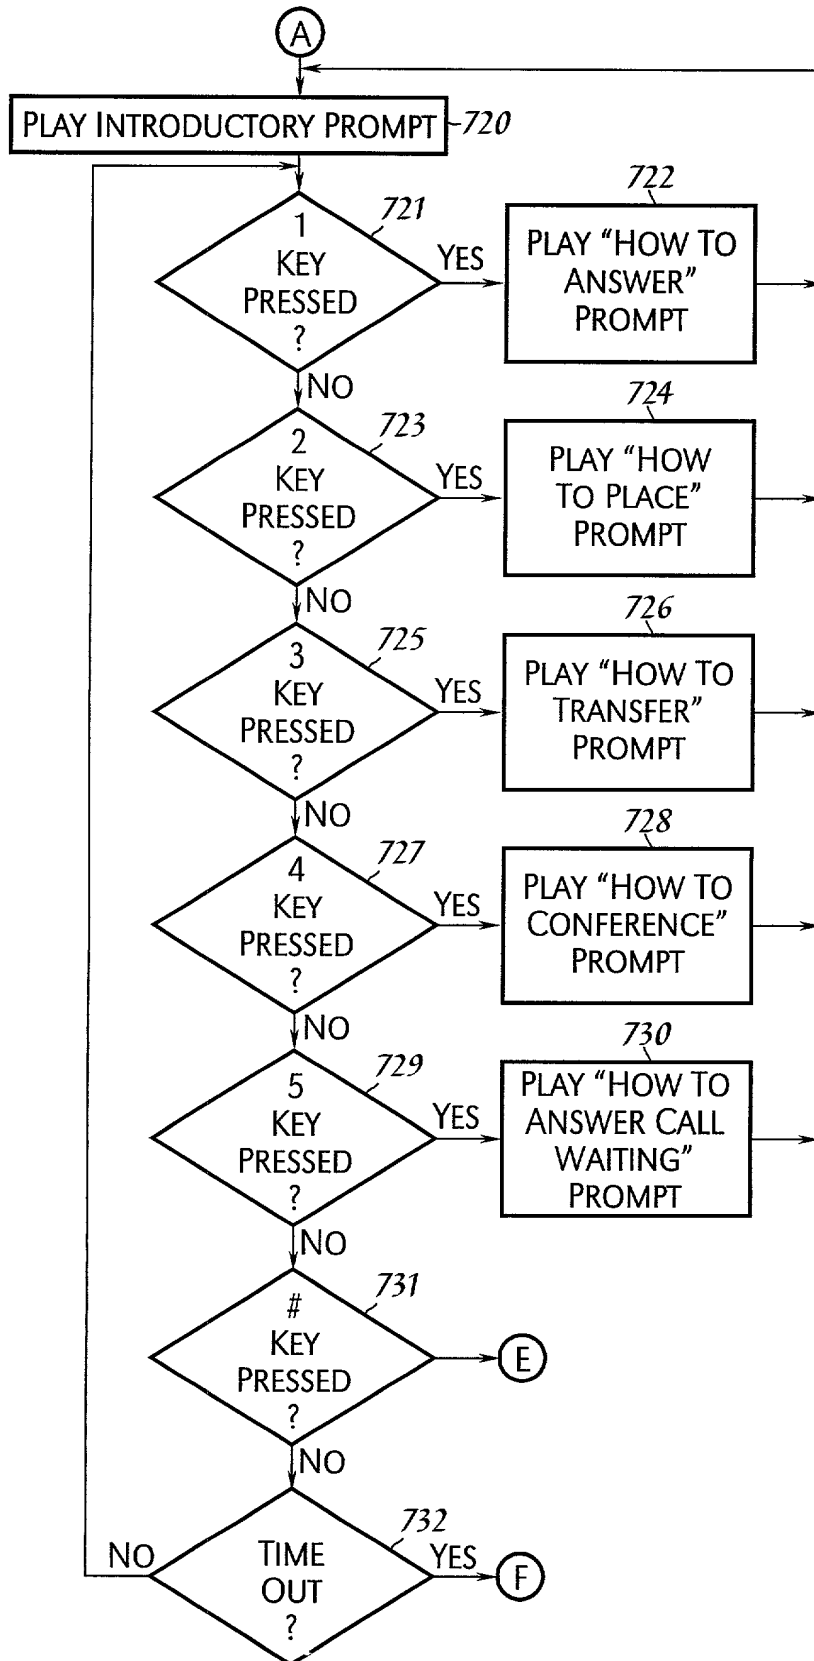 A
PLAY INTRODUCTORY PROMPT
720
1
KEY
PRESSED
?
721
YES
NO
722
PLAY “HOW TO
ANSWER”
PROMPT
2
KEY
PRESSED
?
723
YES
NO
724
PLAY “HOW
TO PLACE”
PROMPT
3
KEY
PRESSED
?
725
YES
NO
726
PLAY “HOW TO
TRANSFER”
PROMPT
4
KEY
PRESSED
?
727
YES
NO
728
PLAY “HOW TO
CONFERENCE”
PROMPT
5
KEY
PRESSED
?
729
YES
NO
730
PLAY “HOW TO
ANSWER CALL
WAITING”
PROMPT
#
KEY
PRESSED
?
731
E
NO
TIME
OUT
?
732
NO
YES
F